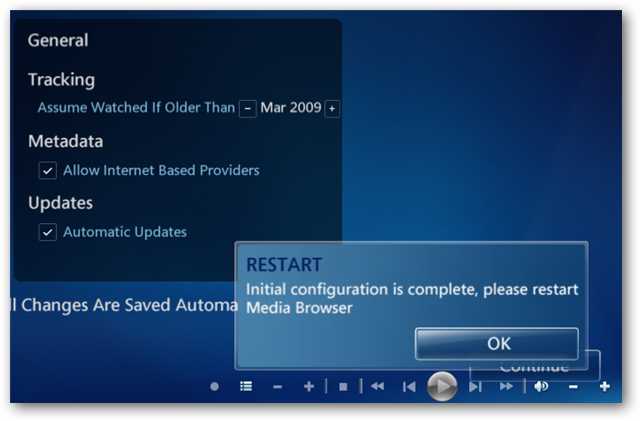 General
Tracking
Assume Watched If Older Than - Mar 2009 +
Metadata
Allow Internet Based Providers
Updates
Automatic Updates
ll Changes Are Saved Automa
RESTART
Initial configuration is complete, please restart
Media Browser
OK
Continue